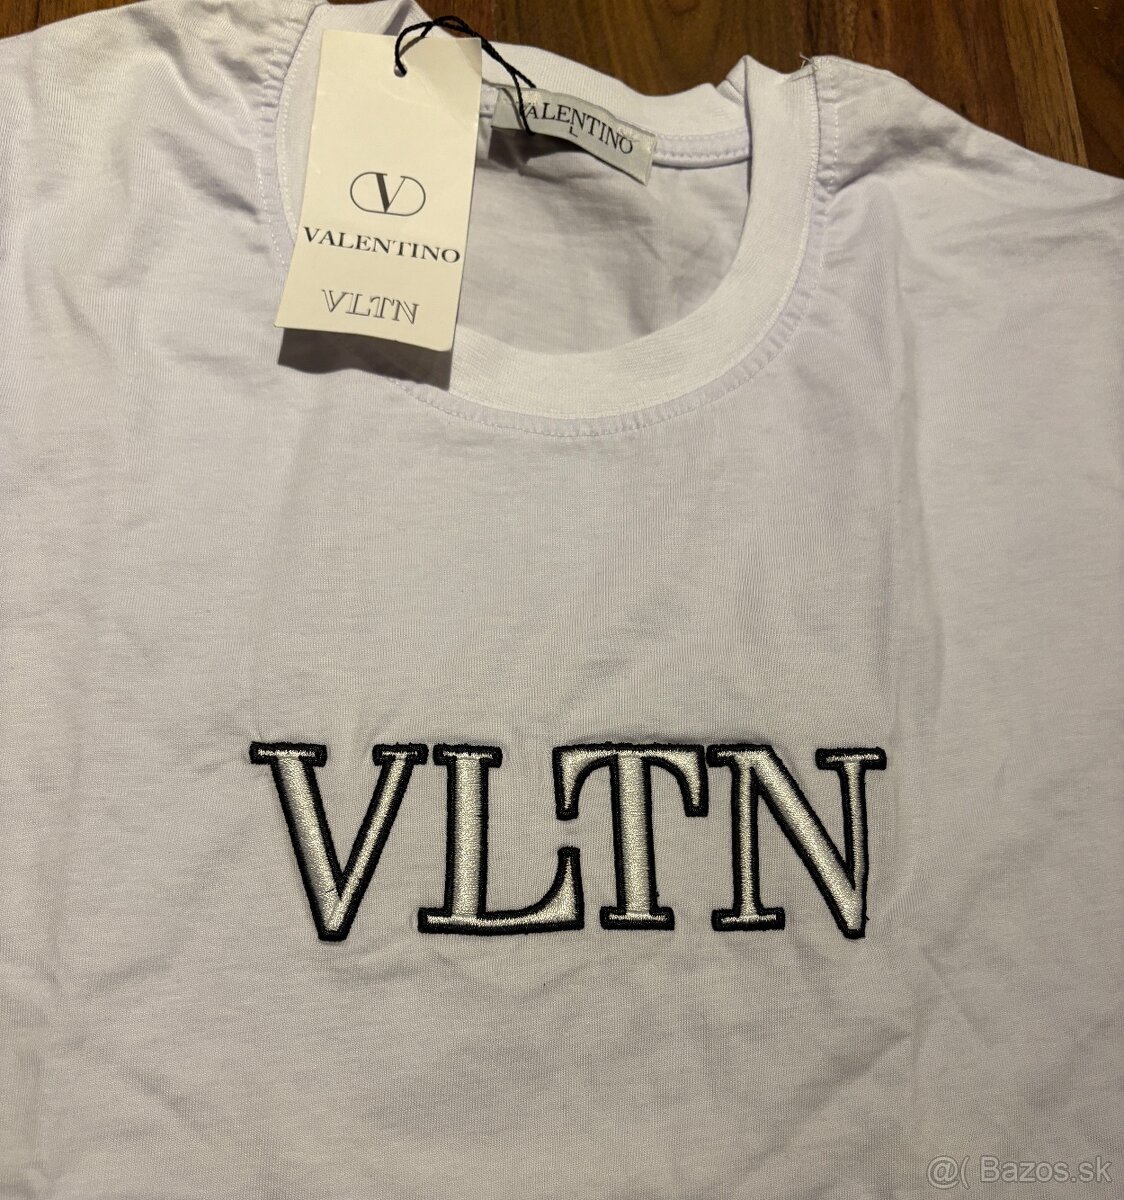 V
VALENTINO
VLTN
VALENTINO
L
VLTN
@( Bazos.sk